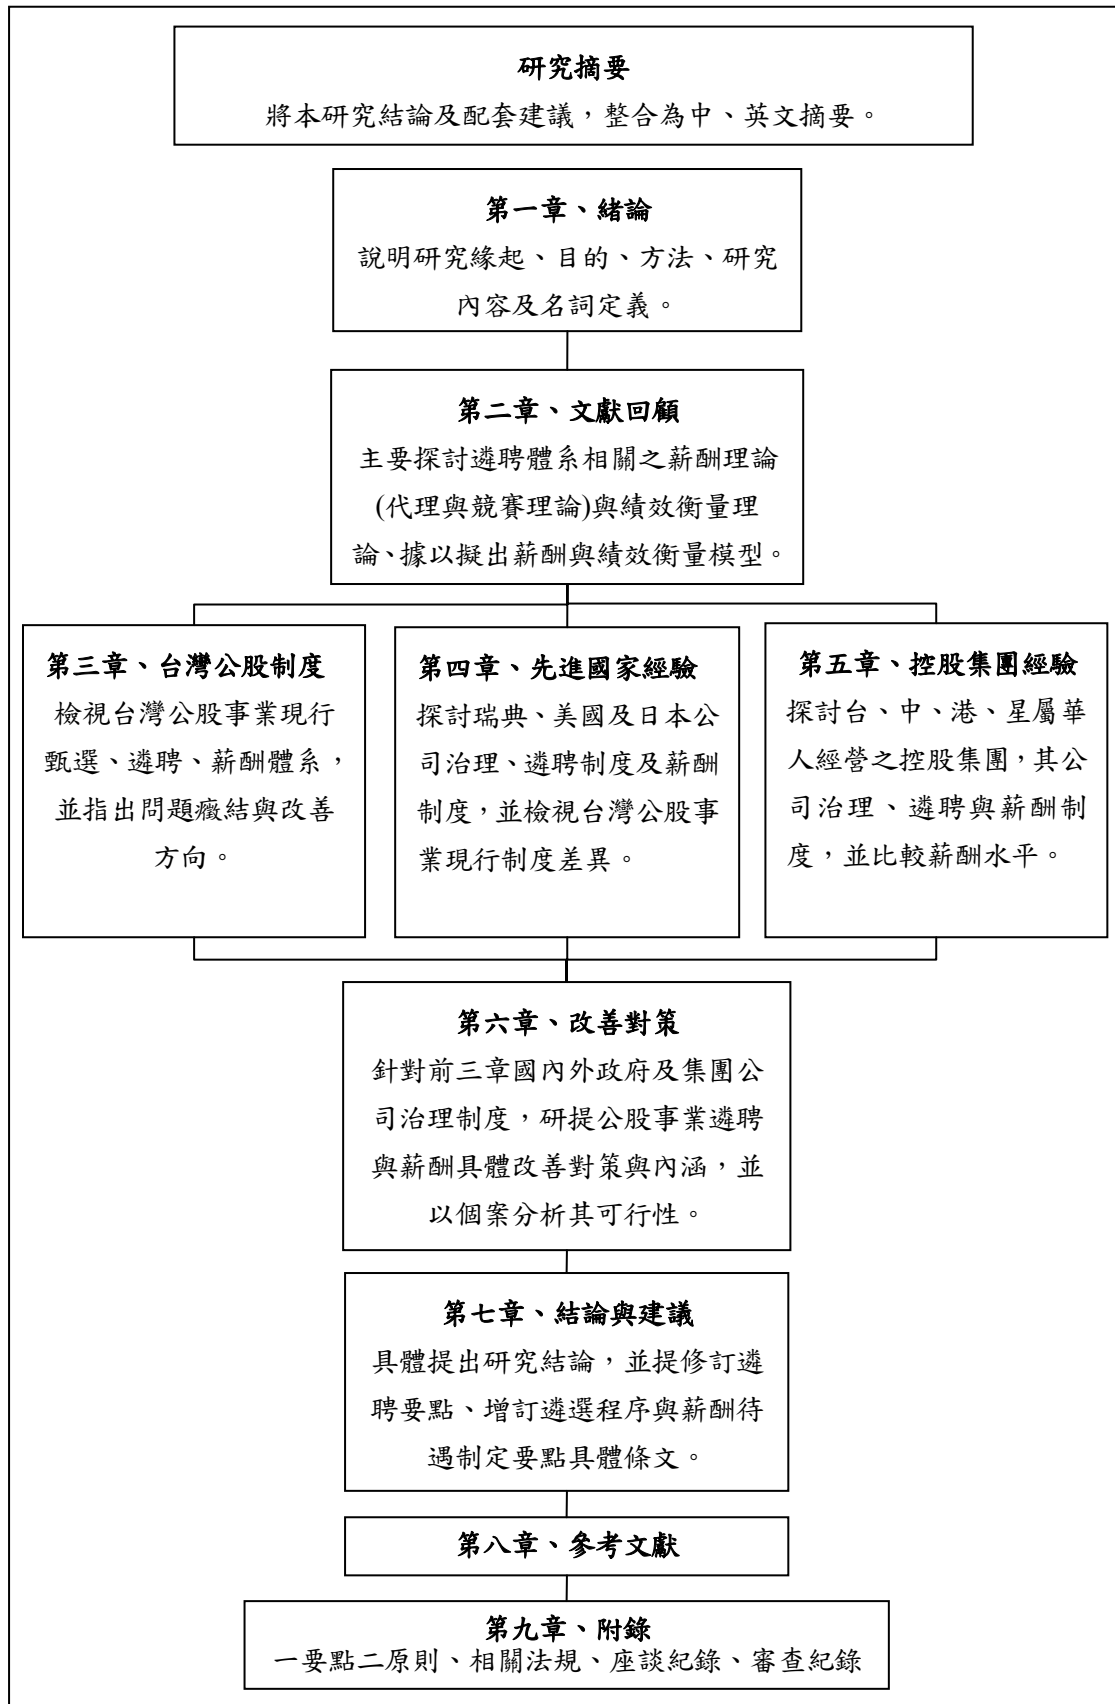 研究摘要
將本研究結論及配套建議，整合為中、英文摘要。
第一章、緒論
說明研究緣起、目的、方法、研究
內容及名詞定義。
第二章、文獻回顧
主要探討遴聘體系相關之薪酬理論
(代理與競賽理論)與績效衡量理
論、據以擬出薪酬與績效衡量模型。
第三章、台灣公股制度
檢視台灣公股事業現行
甄選、遴聘、薪酬體系，
並指出問題癥結與改善
方向。
第四章、先進國家經驗
探討瑞典、美國及日本公
司治理、遴聘制度及薪酬
制度，並檢視台灣公股事
業現行制度差異。
第五章、控股集團經驗
探討台、中、港、星屬華
人經營之控股集團，其公
司治理、遴聘與薪酬制
度，並比較薪酬水平。
第六章、改善對策
針對前三章國內外政府及集團公
司治理制度，研提公股事業遴聘
與薪酬具體改善對策與內涵，並
以個案分析其可行性。
第七章、結論與建議
具體提出研究結論，並提修訂遴
聘要點、增訂遴選程序與薪酬待
遇制定要點具體條文。
第八章、參考文獻
第九章、附錄
一要點二原則、相關法規、座談紀錄、審查紀錄